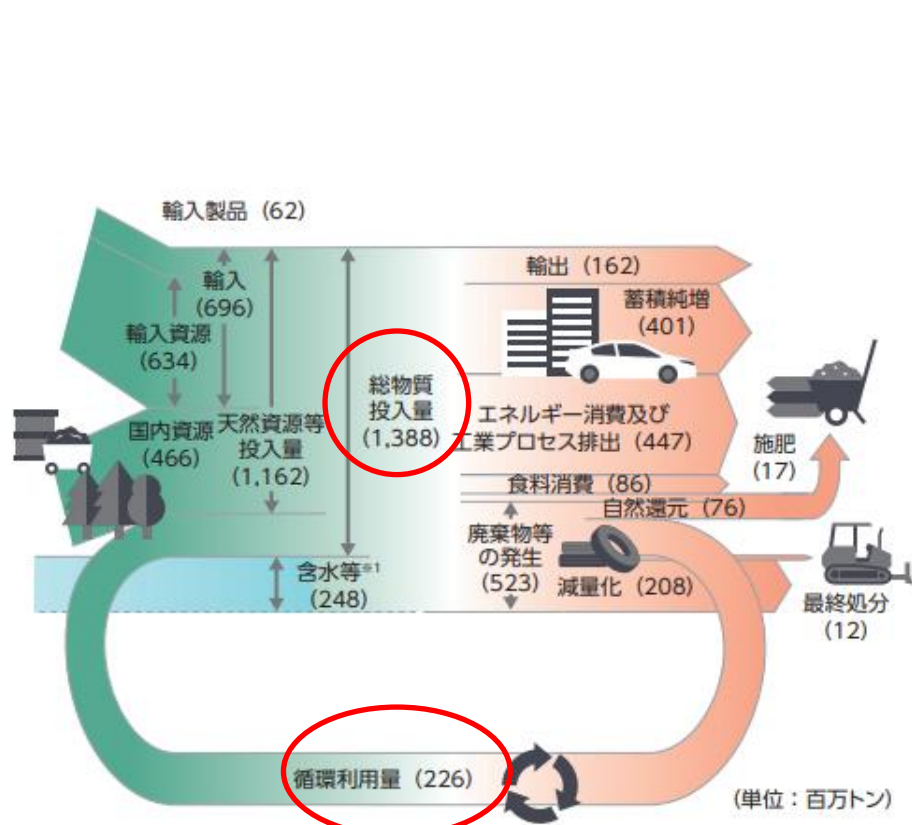 輸入製品（62）
輸入
（696）
輸入資源
（634）
国内資源
（466）
天然資源等
投入量
（1,162）
総物質
投入量
（1,388）
含水等※1
（248）
輸出（162）
蓄積純増
（401）
エネルギー消費及び
工業プロセス排出（447）
食料消費（86）
自然還元（76）
施肥
（17）
廃棄物等
の発生
（523）
減量化（208）
最終処分
（12）
循環利用量（226）
（単位：百万トン）